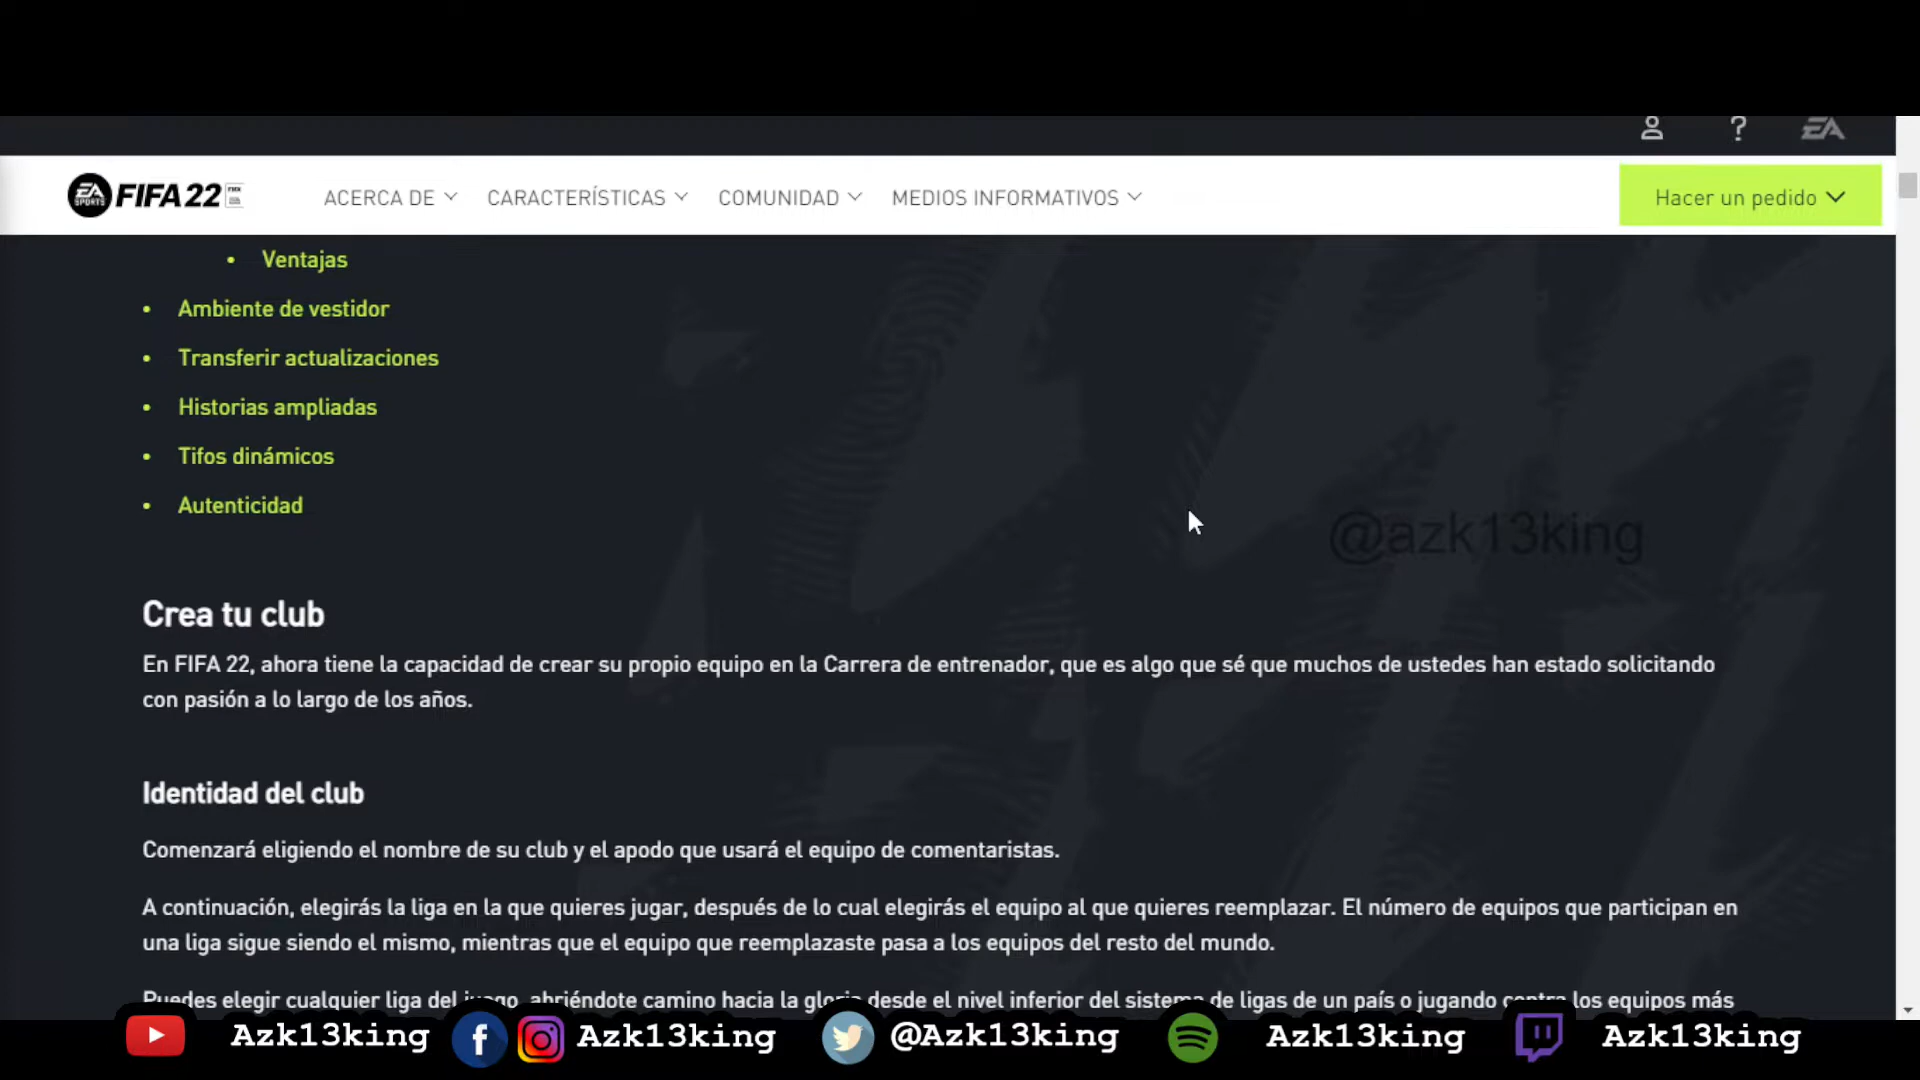 ?
EA
EA SPORTS FIFA 22
ACERCA DE
CARACTERÍSTICAS
COMUNIDAD
MEDIOS INFORMATIVOS
Hacer un pedido
• Ventajas
• Ambiente de vestidor
• Transferir actualizaciones
• Historias ampliadas
• Tifos dinámicos
• Autenticidad
@azk13king
Crea tu club
En FIFA 22, ahora tiene la capacidad de crear su propio equipo en la Carrera de entrenador, que es algo que sé que muchos de ustedes han estado solicitando
con pasión a lo largo de los años.
Identidad del club
Comenzará eligiendo el nombre de su club y el apodo que usará el equipo de comentaristas.
A continuación, elegirás la liga en la que quieres jugar, después de lo cual elegirás el equipo al que quieres reemplazar. El número de equipos que participan en
una liga sigue siendo el mismo, mientras que el equipo que reemplazaste pasa a los equipos del resto del mundo.
Puedes elegir cualquier liga del juego, abriéndote camino hacia la gloria desde el nivel inferior del sistema de ligas de un país o jugando contra los equipos más
Azk13king
Azk13king
@Azk13king
Azk13king
Azk13king